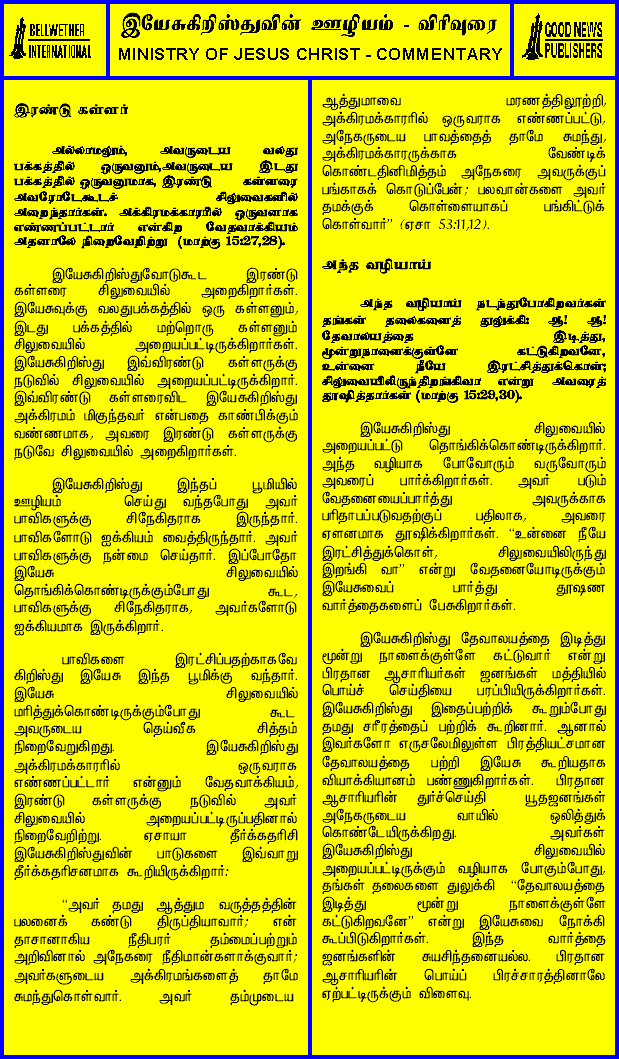 BELLWETHER
INTERNATIONAL
இயேசுகிறிஸ்துவின் ஊழியம் - விரிவுரை
MINISTRY OF JESUS CHRIST - COMMENTARY
GOOD NEWS
PUBLISHERS
இரண்டு கள்ளர்
அல்லாமலும், அவருடைய வலது
பக்கத்தில் ஒருவனும்,அவருடைய இடது
பக்கத்தில் ஒருவனுமாக, இரண்டு கள்ளரை
அவரோடேகூடச் சிலுவைகளில்
அறைந்தார்கள். அக்கிரமக்காரரில் ஒருவனாக
எண்ணப்பட்டார் என்கிற வேதவாக்கியம்
அதனாலே நிறைவேறிற்று (மாற்கு 15:27,28).
இயேசுகிறிஸ்துவோடுகூட இரண்டு
கள்ளரை சிலுவையில் அறைகிறார்கள்.
இயேசுவுக்கு வலதுபக்கத்தில் ஒரு கள்ளனும்,
இடது பக்கத்தில் மற்றொரு கள்ளனும்
சிலுவையில் அறையப்பட்டிருக்கிறார்கள்.
இயேசுகிறிஸ்து இவ்விரண்டு கள்ளருக்கு
நடுவில் சிலுவையில் அறையப்பட்டிருக்கிறார்.
இவ்விரண்டு கள்ளரைவிட இயேசுகிறிஸ்து
அக்கிரமம் மிகுந்தவர் என்பதை காண்பிக்கும்
வண்ணமாக, அவரை இரண்டு கள்ளருக்கு
நடுவே சிலுவையில் அறைகிறார்கள்.
இயேசுகிறிஸ்து இந்தப் பூமியில்
ஊழியம் செய்து வந்தபோது அவர்
பாவிகளுக்கு சிநேகிதராக இருந்தார்.
பாவிகளோடு ஐக்கியம் வைத்திருந்தார். அவர்
பாவிகளுக்கு நன்மை செய்தார். இப்போதோ
இயேசு சிலுவையில்
தொங்கிக்கொண்டிருக்கும்போது கூட,
பாவிகளுக்கு சிநேகிதராக, அவர்களோடு
ஐக்கியமாக இருக்கிறார்.
பாவிகளை இரட்சிப்பதற்காகவே
கிறிஸ்து இயேசு இந்த பூமிக்கு வந்தார்.
இயேசு சிலுவையில்
மரித்துக்கொண்டிருக்கும்போது கூட
அவருடைய தெய்வீக சித்தம்
நிறைவேறுகிறது. இயேசுகிறிஸ்து
அக்கிரமக்காரரில் ஒருவராக
எண்ணப்பட்டார் என்னும் வேதவாக்கியம்,
இரண்டு கள்ளருக்கு நடுவில் அவர்
சிலுவையில் அறையப்பட்டிருப்பதினால்
நிறைவேறிற்று. ஏசாயா தீர்க்கதரிசி
இயேசுகிறிஸ்துவின் பாடுகளை இவ்வாறு
தீர்க்கதரிசனமாக கூறியிருக்கிறார்:
“அவர் தமது ஆத்தும வருத்தத்தின்
பலனைக் கண்டு திருப்தியாவார்; என்
தாசனாகிய நீதிபரர் தம்மைப்பற்றும்
அறிவினால் அநேகரை நீதிமான்களாக்குவார்;
அவர்களுடைய அக்கிரமங்களைத் தாமே
சுமந்துகொள்வார். அவர் தம்முடைய
ஆத்துமாவை மரணத்திலூற்றி,
அக்கிரமக்காரரில் ஒருவராக எண்ணப்பட்டு,
அநேகருடைய பாவத்தைத் தாமே சுமந்து,
அக்கிரமக்காரருக்காக வேண்டிக்
கொண்டதினிமித்தம் அநேகரை அவருக்குப்
பங்காகக் கொடுப்பேன்; பலவான்களை அவர்
தமக்குக் கொள்ளையாகப் பங்கிட்டுக்
கொள்வார்” (ஏசா 53:11,12).
அந்த வழியாய்
அந்த வழியாய் நடந்துபோகிறவர்கள்
தங்கள் தலைகளைத் துலுக்கி: ஆ! ஆ!
தேவாலயத்தை இடித்து,
மூன்றுநாளைக்குள்ளே கட்டுகிறவனே,
உன்னை நீயே இரட்சித்துக்கொள்;
சிலுவையிலிருந்திறங்கிவா என்று அவரைத்
தூஷித்தார்கள் (மாற்கு 15:29,30).
இயேசுகிறிஸ்து சிலுவையில்
அறையப்பட்டு தொங்கிக்கொண்டிருக்கிறார்.
அந்த வழியாக போவோரும் வருவோரும்
அவரைப் பார்க்கிறார்கள். அவர் படும்
வேதனையைப்பார்த்து அவருக்காக
பரிதாபப்படுவதற்குப் பதிலாக, அவரை
ஏளனமாக தூஷிக்கிறார்கள். “உன்னை நீயே
இரட்சித்துக்கொள், சிலுவையிலிருந்து
இறங்கி வா” என்று வேதனையோடிருக்கும்
இயேசுவைப் பார்த்து தூஷண
வார்த்தைகளைப் பேசுகிறார்கள்.
இயேசுகிறிஸ்து தேவாலயத்தை இடித்து
மூன்று நாளைக்குள்ளே கட்டுவார் என்று
பிரதான ஆசாரியர்கள் ஜனங்கள் மத்தியில்
பொய்ச் செய்தியை பரப்பியிருக்கிறார்கள்.
இயேசுகிறிஸ்து இதைப்பற்றிக் கூறும்போது
தமது சரீரத்தைப் பற்றிக் கூறினார். ஆனால்
இவர்களோ எருசலேமிலுள்ள பிரத்தியட்சமான
தேவாலயத்தை பற்றி இயேசு கூறியதாக
வியாக்கியானம் பண்ணுகிறார்கள். பிரதான
ஆசாரியரின் துர்ச்செய்தி யூதஜனங்கள்
அநேகருடைய வாயில் ஒலித்துக்
கொண்டேயிருக்கிறது. அவர்கள்
இயேசுகிறிஸ்து சிலுவையில்
அறையப்பட்டிருக்கும் வழியாக போகும்போது,
தங்கள் தலைகளை துலுக்கி “தேவாலயத்தை
இடித்து மூன்று நாளைக்குள்ளே
கட்டுகிறவனே” என்று இயேசுவை நோக்கி
கூப்பிடுகிறார்கள். இந்த வார்த்தை
ஜனங்களின் சுயசிந்தனையல்ல. பிரதான
ஆசாரியரின் பொய்ப் பிரச்சாரத்தினாலே
ஏற்பட்டிருக்கும் விளைவு.